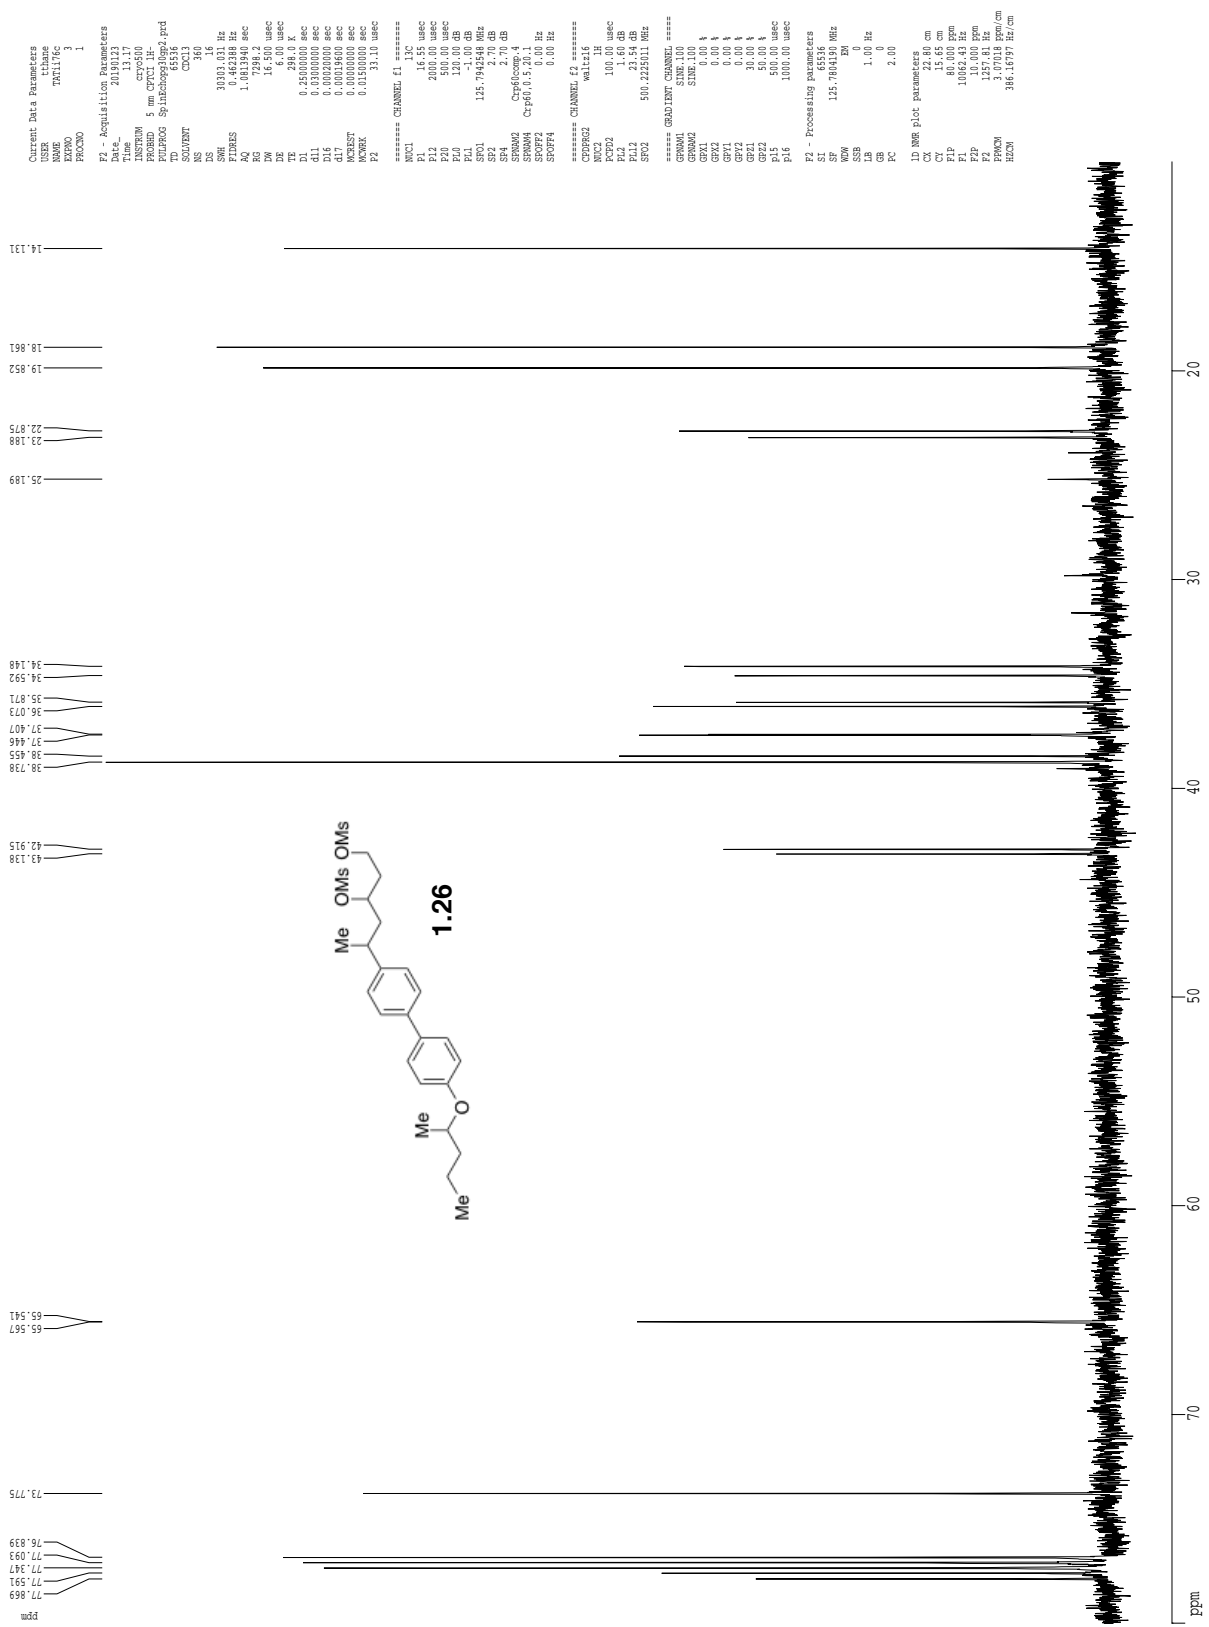 Current Data Parameters
USER tthane
NAME TATii176c
EXPNO 3
PROCNO 1
F2 - Acquisition Parameters
Date_ 20190123
Time 13.17
INSTRUM cryo500
PROBHD 5 mm CPTCI 1H-
PULPROG SpinEchopg30gp2.prd
TD 65536
SOLVENT CDCl3
NS 360
DS 16
SWH 30303.031 Hz
FIDRES 0.462388 Hz
AQ 1.0813940 sec
RG 7298.2
DW 16.500 usec
DE 6.00 usec
TE 298.0 K
D1 0.25000000 sec
d11 0.03000000 sec
D16 0.00020000 sec
d17 0.00019600 sec
MCREST 0.00000000 sec
MCWRK 0.01500000 sec
P2 33.10 usec
======== CHANNEL f1 ========
NUC1 13C
P1 16.55 usec
P12 2000.00 usec
P20 500.00 usec
PL0 120.00 dB
PL1 -1.00 dB
SFO1 125.7942548 MHz
SP2 2.70 dB
SP4 2.70 dB
SPNAM2 Crp60comp.4
SPNAM4 Crp60,0.5,20.1
SPOFF2 0.00 Hz
SPOFF4 0.00 Hz
======== CHANNEL f2 ========
CPDPRG2 waltz16
NUC2 1H
PCPD2 100.00 usec
PL2 1.60 dB
PL12 23.54 dB
SFO2 500.2225011 MHz
====== GRADIENT CHANNEL =====
GPNAM1 SINE.100
GPNAM2 SINE.100
GPX1 0.00 %
GPX2 0.00 %
GPY1 0.00 %
GPY2 0.00 %
GPZ1 30.00 %
GPZ2 50.00 %
p15 500.00 usec
p16 1000.00 usec
F2 - Processing parameters
SI 65536
SF 125.7804190 MHz
WDW EM
SSB 0
LB 1.00 Hz
GB 0
PC 2.00
1D NMR plot parameters
CX 22.80 cm
CY 15.65 cm
F1P 80.000 ppm
F1 10062.43 Hz
F2P 10.000 ppm
F2 1257.81 Hz
PPMCM 3.07018 ppm/cm
HZCM 386.16797 Hz/cm
ppm
77.869
77.591
77.347
77.093
76.839
73.775
65.567
65.541
43.138
42.915
38.738
38.455
37.446
37.407
36.073
35.871
34.592
34.148
25.189
23.188
22.875
19.852
18.861
14.131
Me OMs OMs
Me
O
Me
1.26
ppm 70 60 50 40 30 20